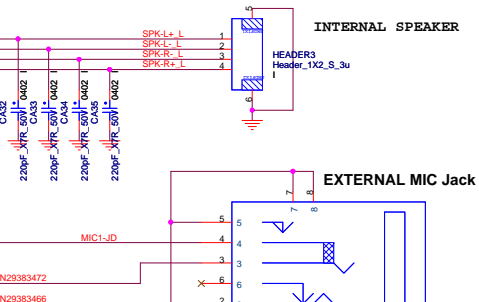 5
INTERNAL SPEAKER
SPK-L+_L
1
SPK-L-_L
2
SPK-R-_L
3
SPK-R+_L
4
HEADER3
Header_1X2_S_3u
I
6
CA32
CA33
CA34
CA35
220pF_X7R_50V
220pF_X7R_50V
220pF_X7R_50V
220pF_X7R_50V
0402
0402
0402
0402
I
I
I
I
EXTERNAL MIC Jack
7
8
7
8
5
5
MIC1-JD
4
4
3
3
N29383472
6
6
N29383466
2